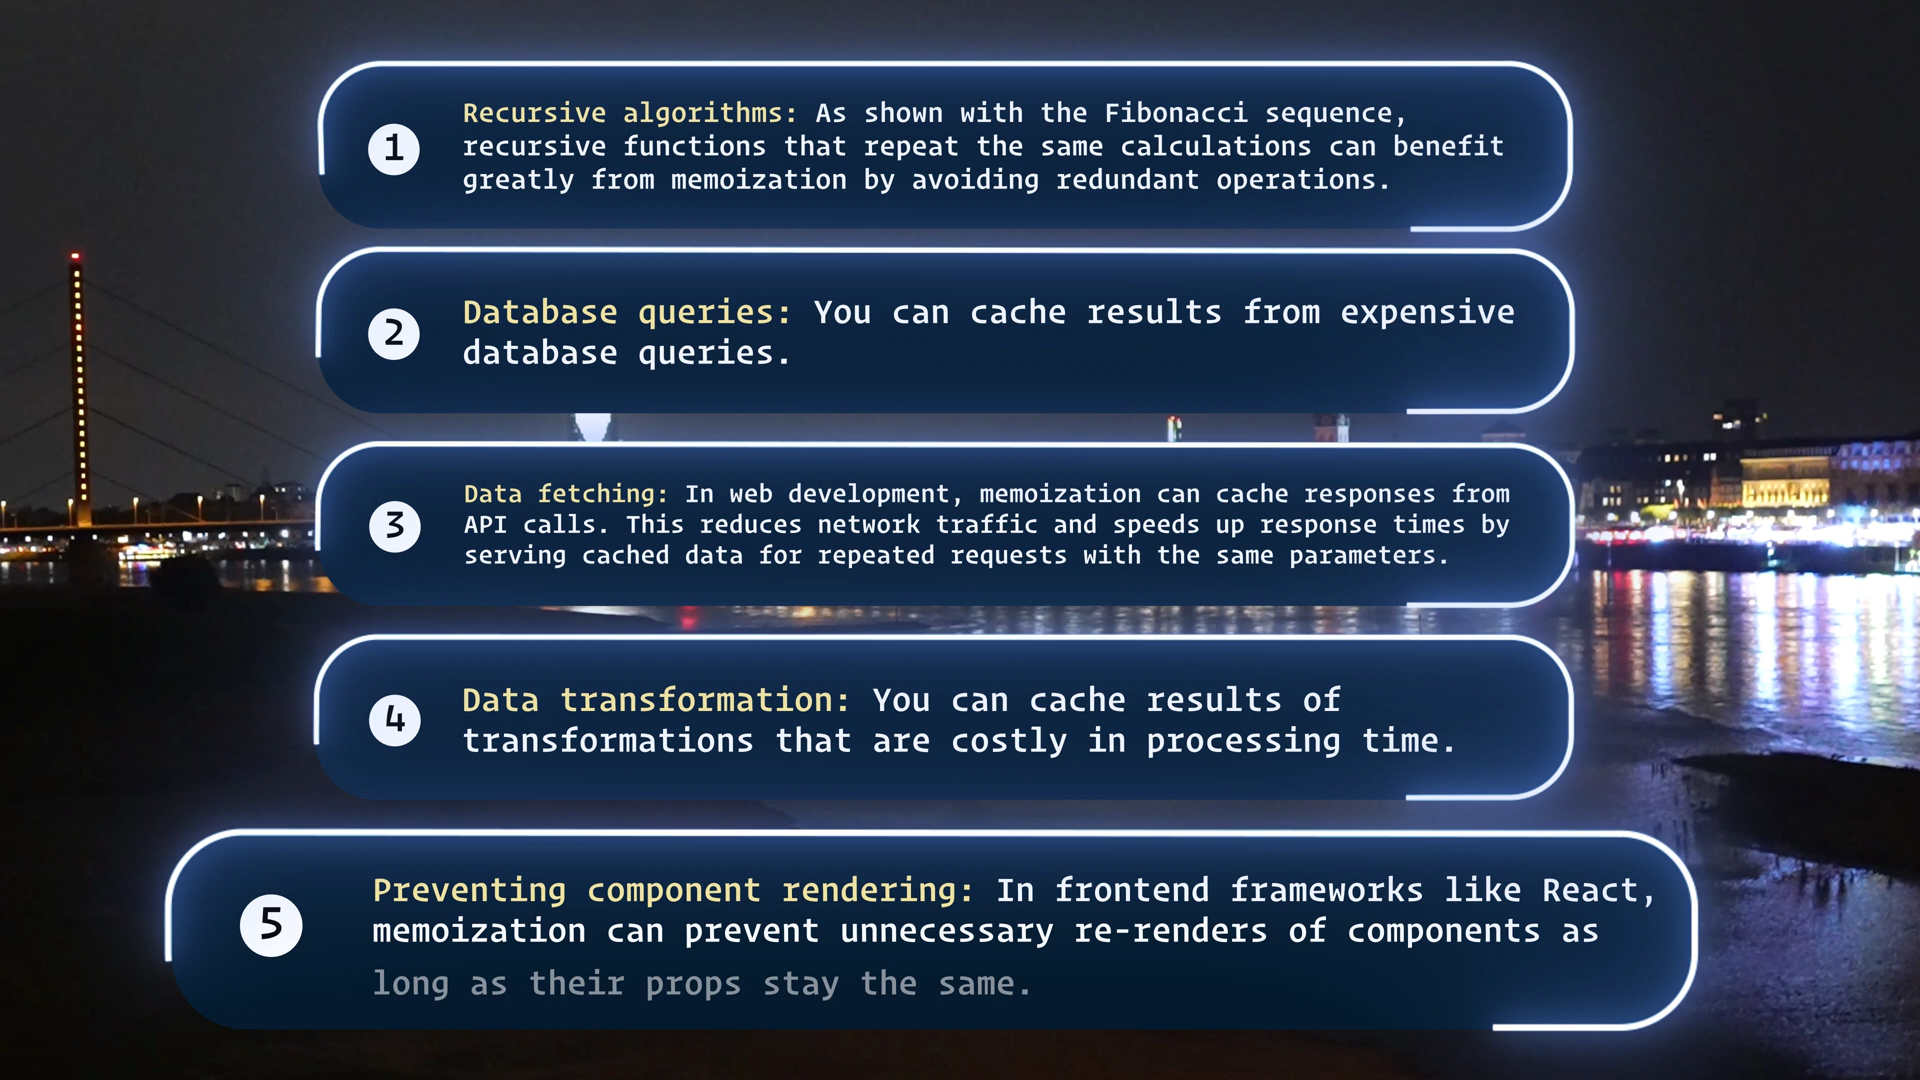 1
Recursive algorithms: As shown with the Fibonacci sequence,
recursive functions that repeat the same calculations can benefit
greatly from memoization by avoiding redundant operations.
2
Database queries: You can cache results from expensive
database queries.
3
Data fetching: In web development, memoization can cache responses from
API calls. This reduces network traffic and speeds up response times by
serving cached data for repeated requests with the same parameters.
4
Data transformation: You can cache results of
transformations that are costly in processing time.
5
Preventing component rendering: In frontend frameworks like React,
memoization can prevent unnecessary re-renders of components as
long as their props stay the same.